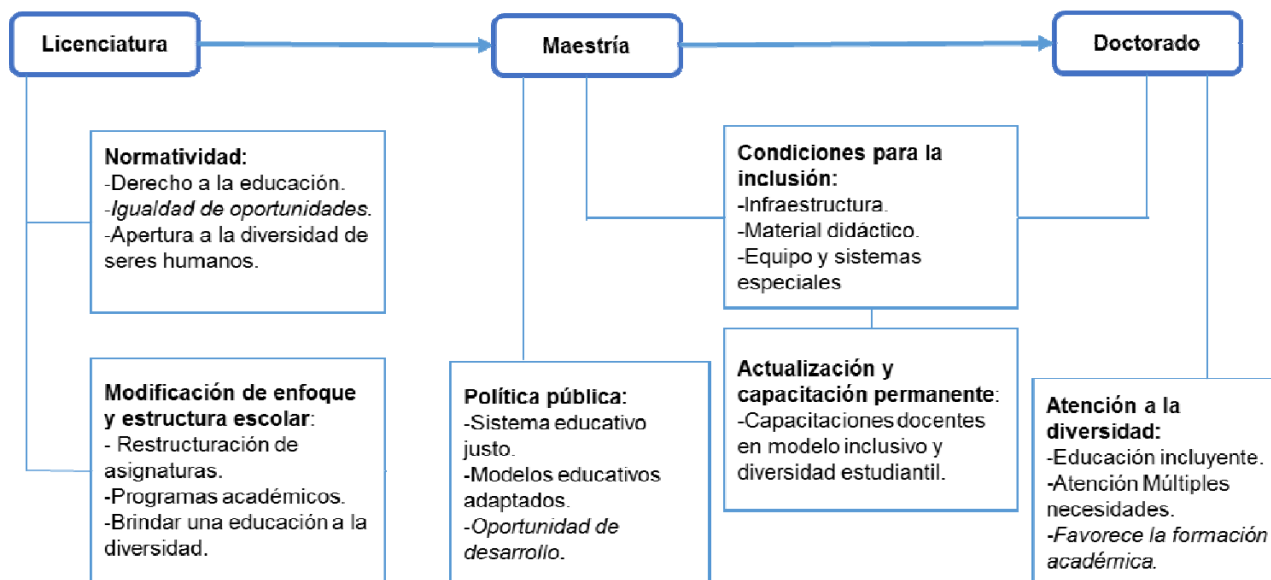 Licenciatura
Maestría
Doctorado
Normatividad:
-Derecho a la educación.
-Igualdad de oportunidades.
-Apertura a la diversidad de
seres humanos.
Condiciones para la
inclusión:
-Infraestructura.
-Material didáctico.
-Equipo y sistemas
especiales
Modificación de enfoque
y estructura escolar:
- Restructuración de
asignaturas.
-Programas académicos.
-Brindar una educación a la
diversidad.
Política pública:
-Sistema educativo
justo.
-Modelos educativos
adaptados.
-Oportunidad de
desarrollo.
Actualización y
capacitación permanente:
-Capacitaciones docentes
en modelo inclusivo y
diversidad estudiantil.
Atención a la
diversidad:
-Educación incluyente.
-Atención Múltiples
necesidades.
-Favorece la formación
académica.